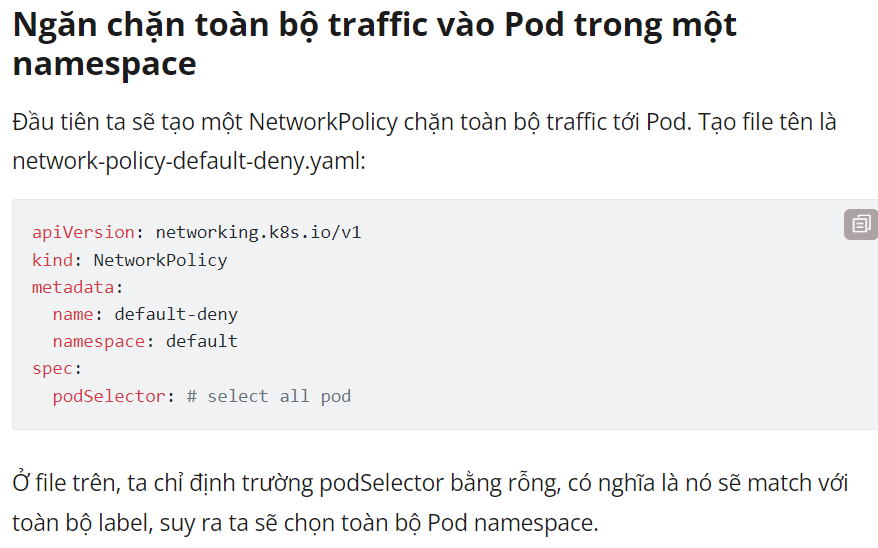 Ngăn chặn toàn bộ traffic vào Pod trong một
namespace
Đầu tiên ta sẽ tạo một NetworkPolicy chặn toàn bộ traffic tới Pod. Tạo file tên là
network-policy-default-deny.yaml:
apiVersion: networking.k8s.io/v1
kind: NetworkPolicy
metadata:
  name: default-deny
  namespace: default
spec:
  podSelector: # select all pod
Ở file trên, ta chỉ định trường podSelector bằng rỗng, có nghĩa là nó sẽ match với
toàn bộ label, suy ra ta sẽ chọn toàn bộ Pod namespace.